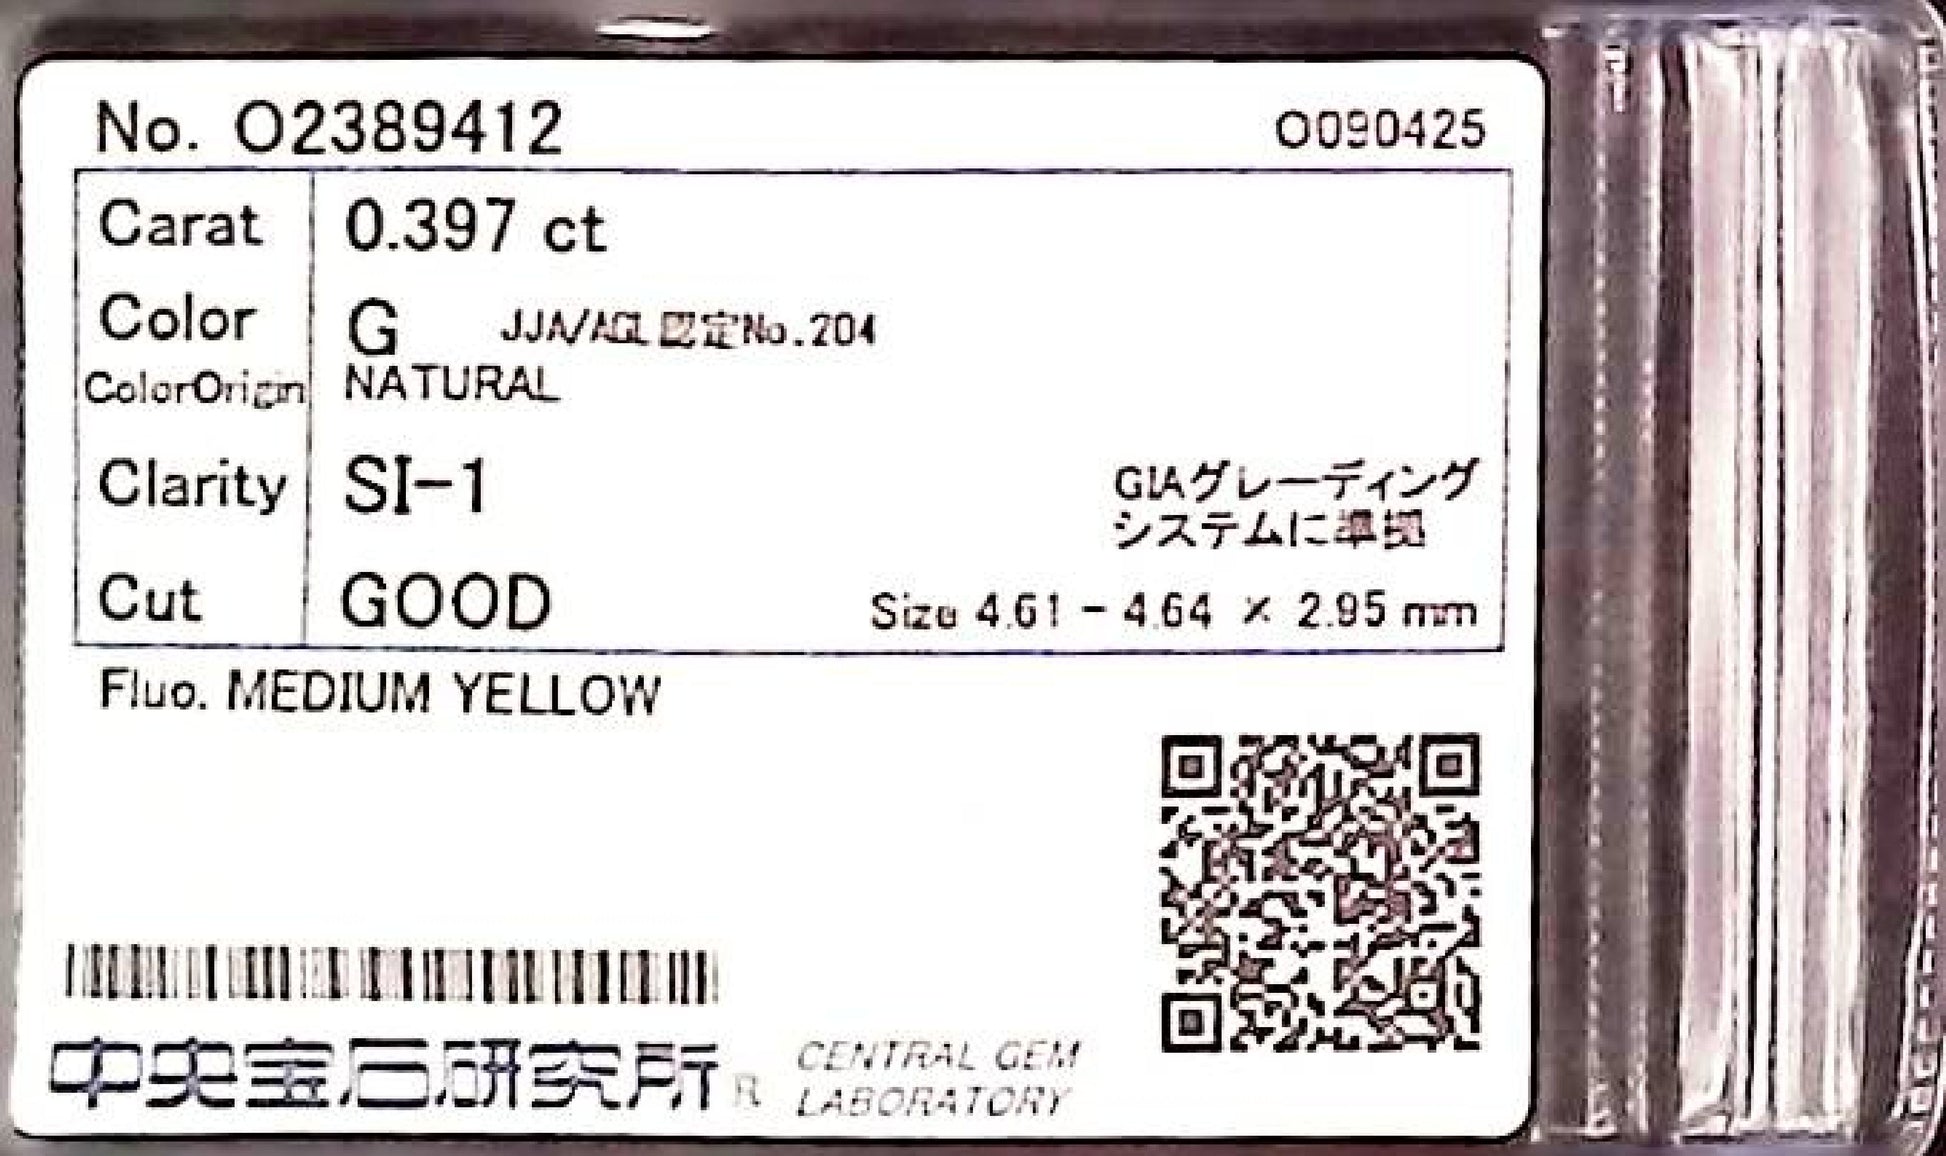 No. O2389412 O090425
Carat 0.397 ct
Color G JJA/AGL認定No.204
ColorOrigin NATURAL
Clarity SI-1
GIAグレーディング
システムに準拠
Cut GOOD Size 4.61 - 4.64 × 2.95 mm
Fluo. MEDIUM YELLOW
中央宝石研究所 R
CENTRAL GEM
LABORATORY